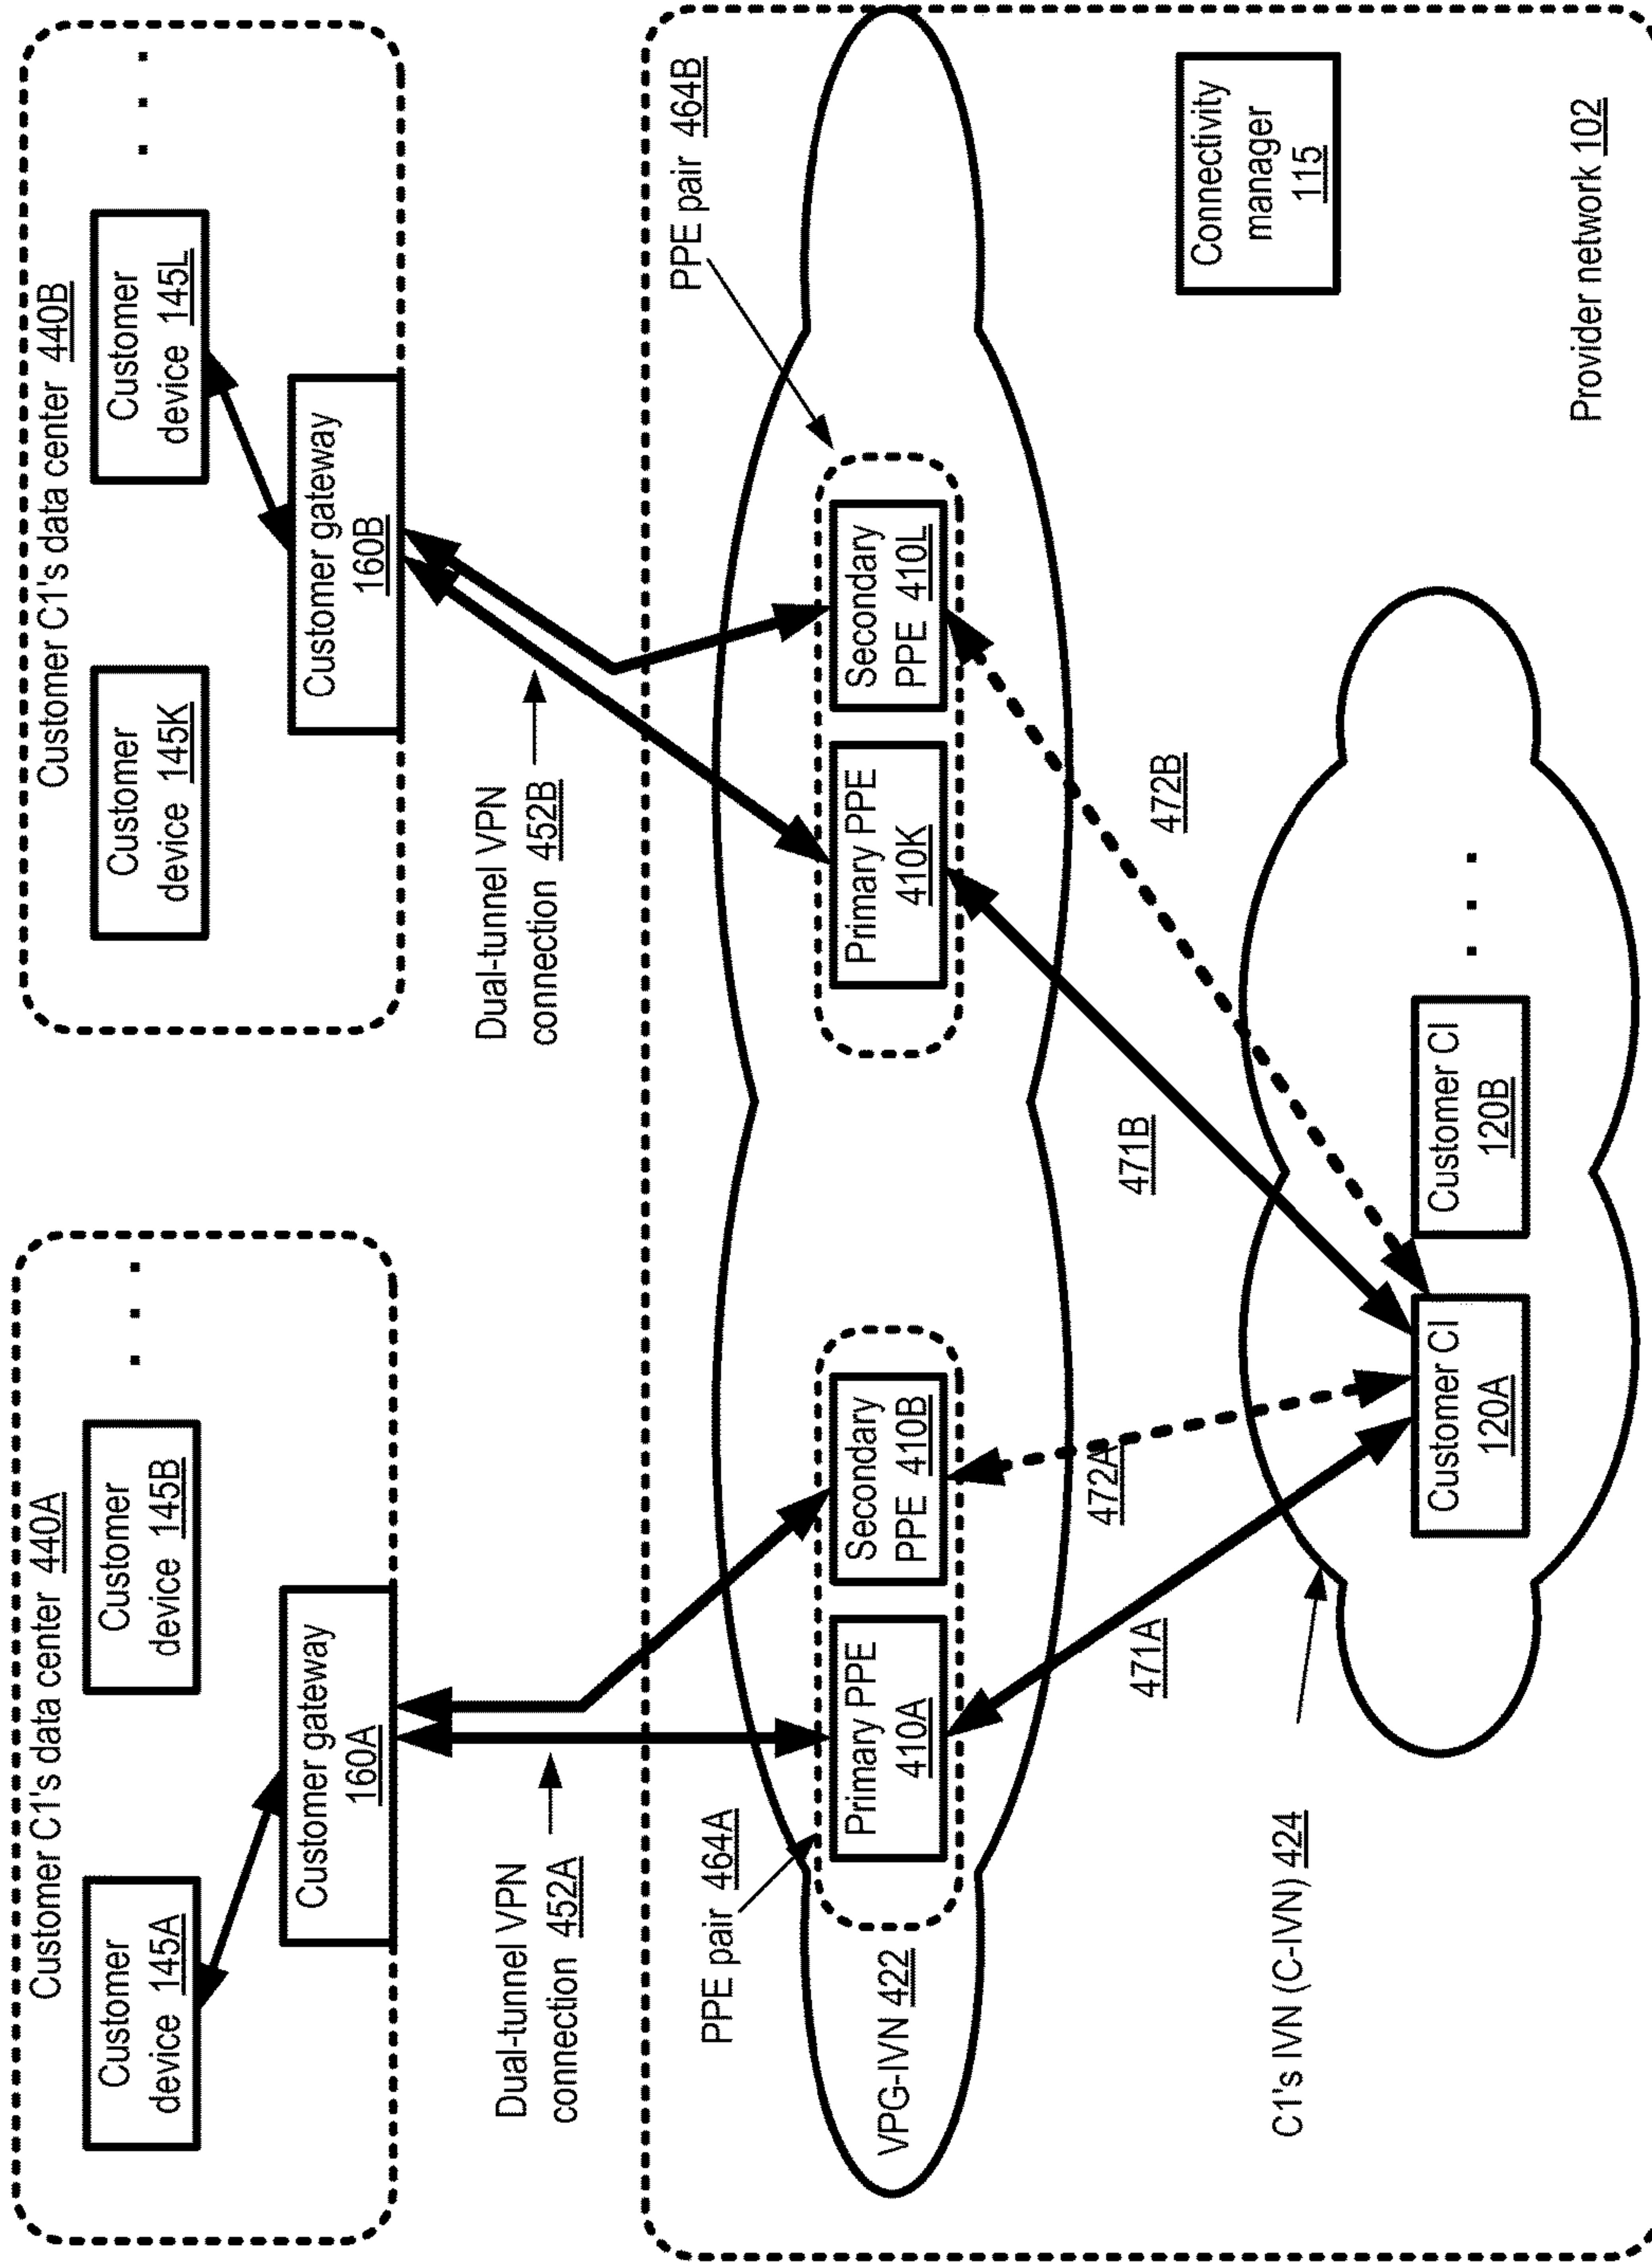 Customer C1's data center 440A
Customer
device 145A
Customer
device 145B
. . .
Customer gateway
160A
Customer C1's data center 440B
Customer
device 145K
Customer
device 145L
. . .
Customer gateway
160B
Dual-tunnel VPN
connection 452A
Dual-tunnel VPN
connection 452B
PPE pair 464A
PPE pair 464B
VPG-IVN 422
Primary PPE
410A
Secondary
PPE 410B
Primary PPE
410K
Secondary
PPE 410L
471A
472A
471B
472B
C1's IVN (C-IVN) 424
Customer CI
120A
Customer CI
120B
. . .
Connectivity
manager
115
Provider network 102